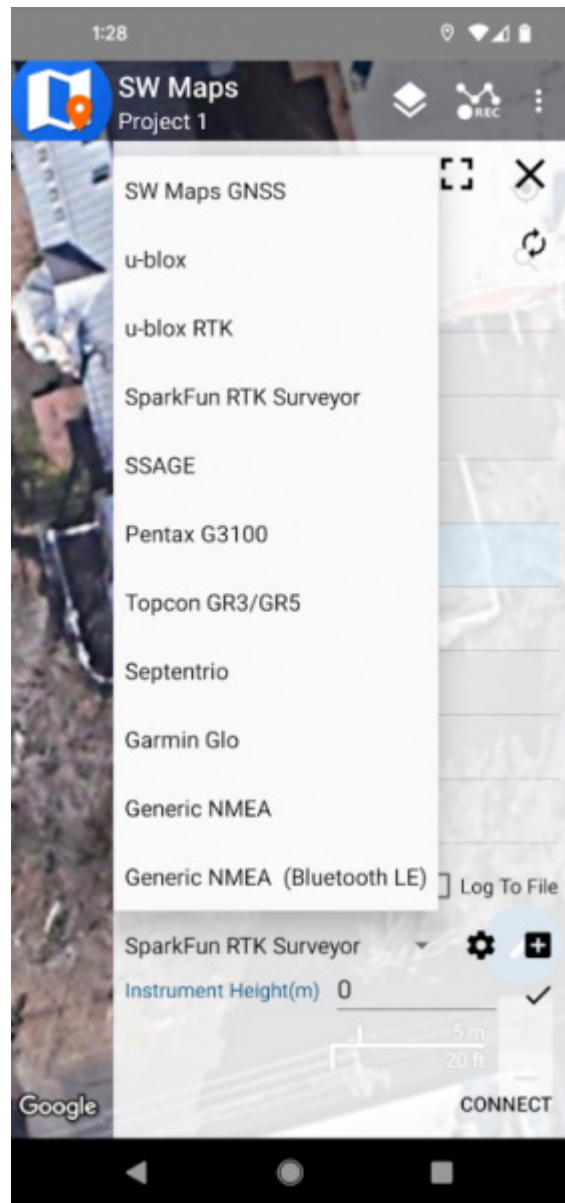 1:28
SW Maps
Project 1
REC
SW Maps GNSS
u-blox
u-blox RTK
SparkFun RTK Surveyor
SSAGE
Pentax G3100
Topcon GR3/GR5
Septentrio
Garmin Glo
Generic NMEA
Generic NMEA (Bluetooth LE)
Log To File
SparkFun RTK Surveyor
Instrument Height(m) 0
5 m
20 ft
Google
CONNECT